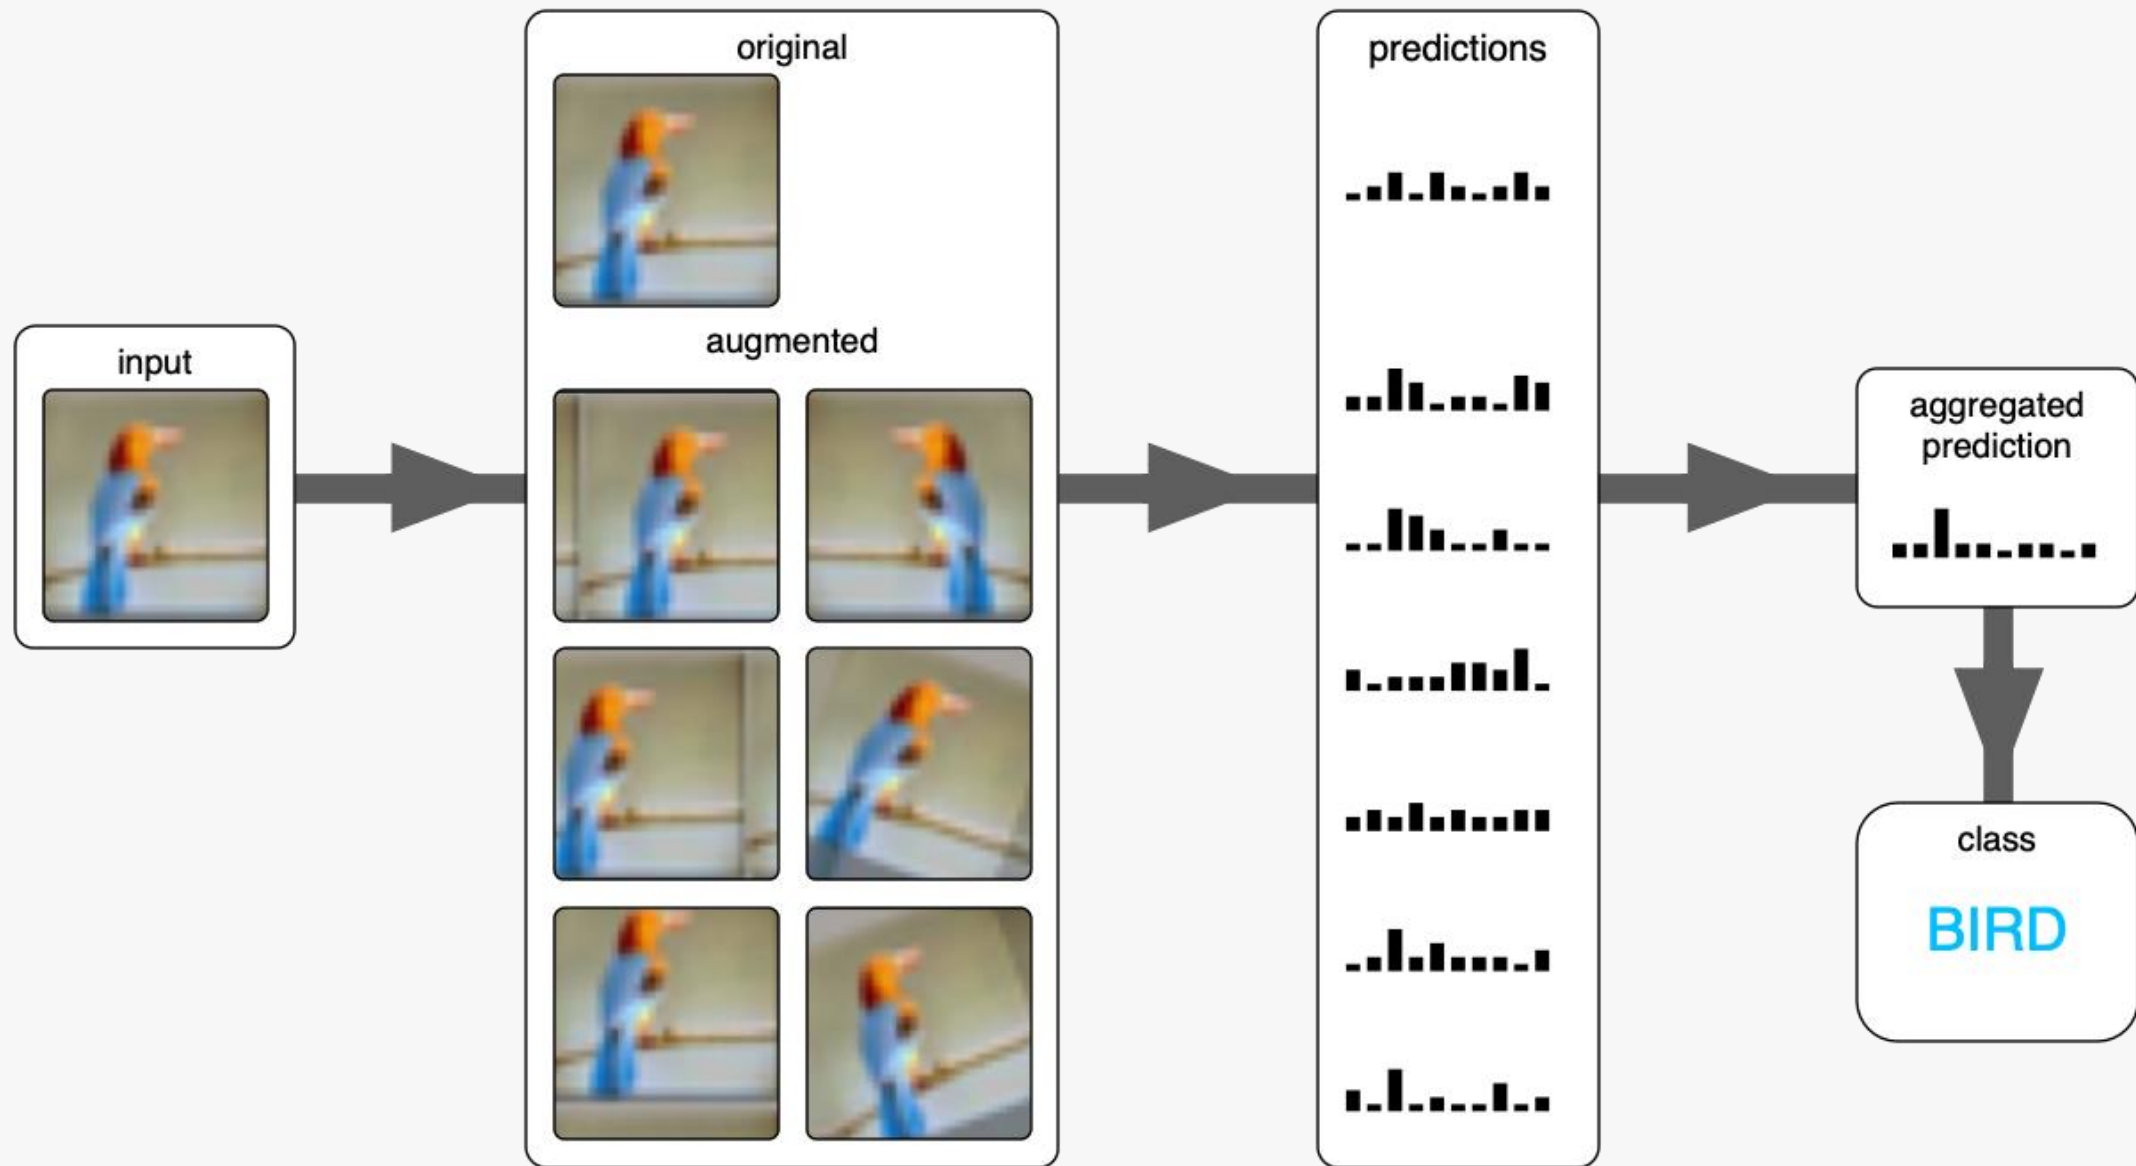 input
original
augmented
predictions
aggregated
prediction
class
BIRD